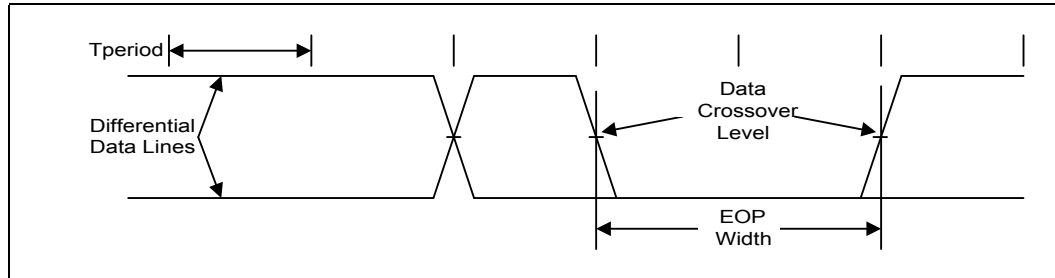 Tperiod
Differential
Data Lines
Data
Crossover
Level
EOP
Width